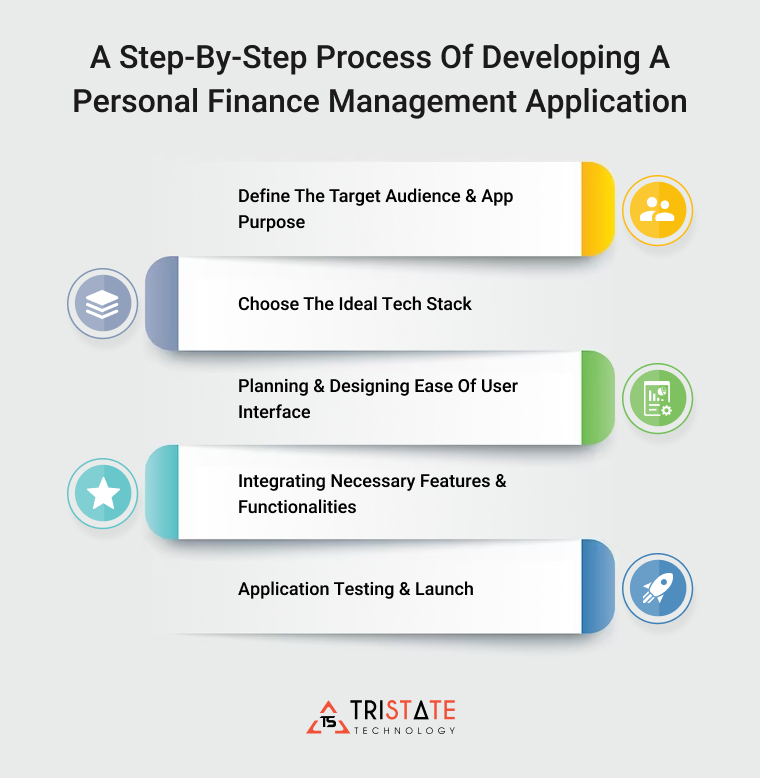 A Step-By-Step Process Of Developing A
Personal Finance Management Application
Define The Target Audience & App
Purpose
Choose The Ideal Tech Stack
Planning & Designing Ease Of User
Interface
Integrating Necessary Features &
Functionalities
Application Testing & Launch
TS
TRISTATE
TECHNOLOGY